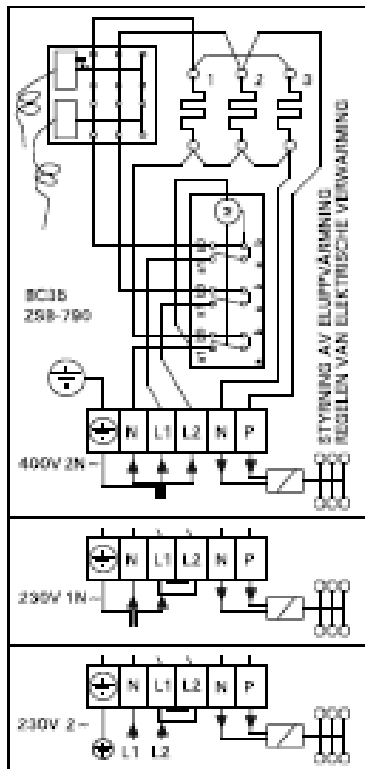 1 2 3
STYRNING AV ELUPPVÄRMNING
REGELEN VAN ELEKTRISCHE VERWARMING
BC35
ZSB-790
N L1 L2 N P
400V 2N~
N L1 L2 N P
230V 1N~
N L1 L2 N P
230V 2~
L1 L2